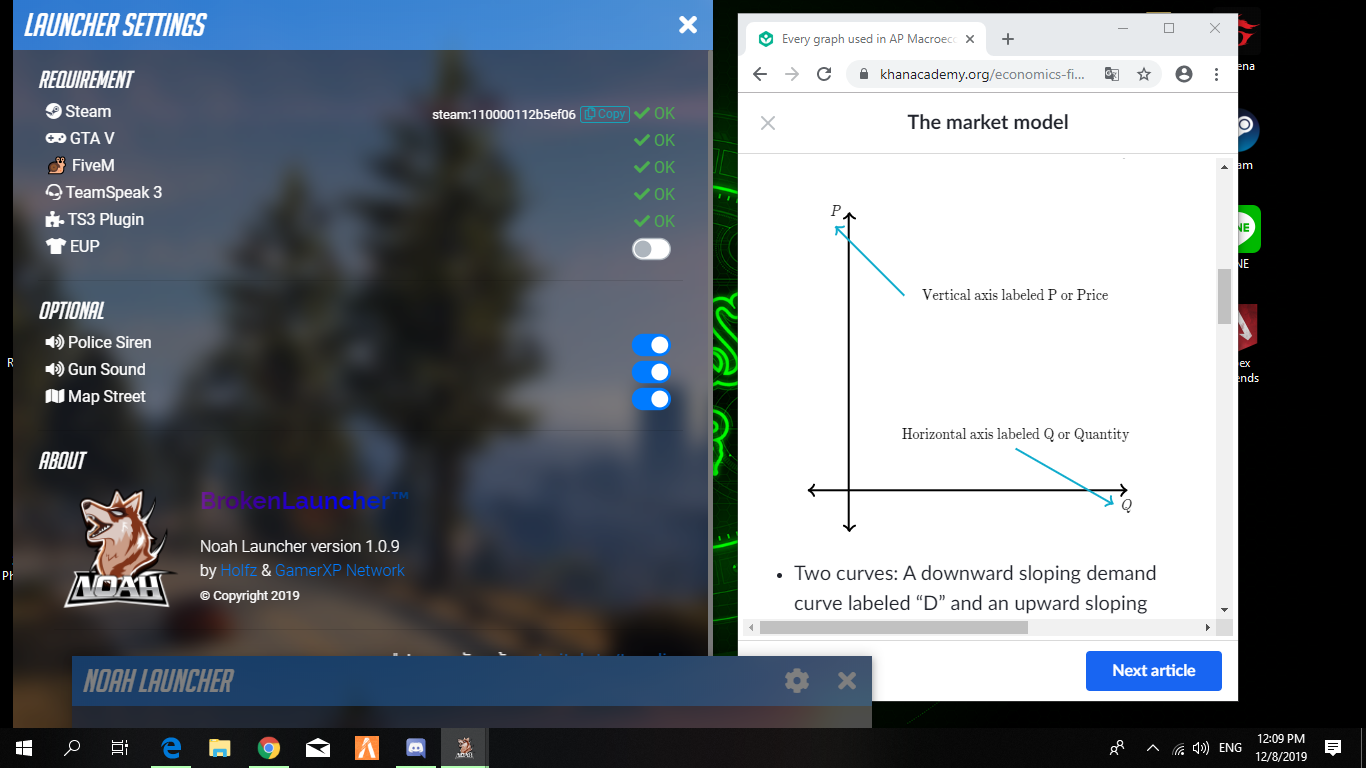 LAUNCHER SETTINGS
REQUIREMENT
Steam
steam:110000112b5ef06 Copy OK
GTA V OK
FiveM OK
TeamSpeak 3 OK
TS3 Plugin OK
EUP
OPTIONAL
Police Siren
Gun Sound
Map Street
ABOUT
NOAH
BrokenLauncher™
Noah Launcher version 1.0.9
by Holfz & GamerXP Network
© Copyright 2019
NOAH LAUNCHER
Every graph used in AP Macroeco
khanacademy.org/economics-fi...
The market model
P
Vertical axis labeled P or Price
Horizontal axis labeled Q or Quantity
Q
• Two curves: A downward sloping demand
curve labeled “D” and an upward sloping
Next article
ena
am
NE
ex
ends
R
Ph
ENG
12:09 PM
12/8/2019